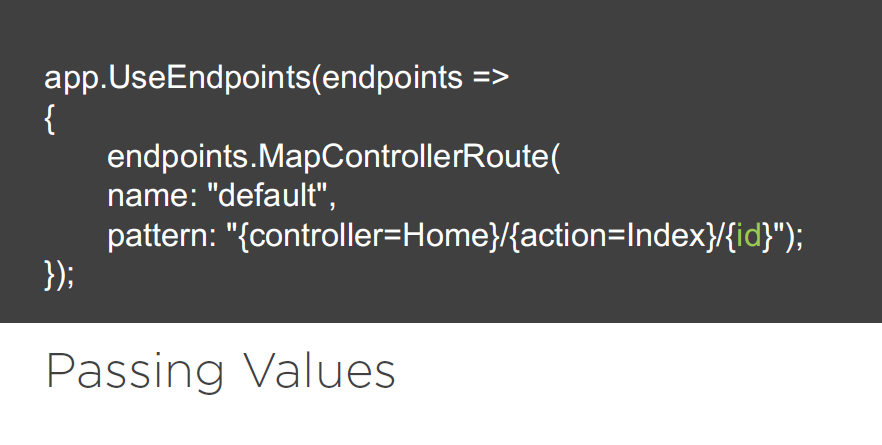 app.UseEndpoints(endpoints =>
{
endpoints.MapControllerRoute(
name: "default",
pattern: "{controller=Home}/{action=Index}/{id}");
});
Passing Values